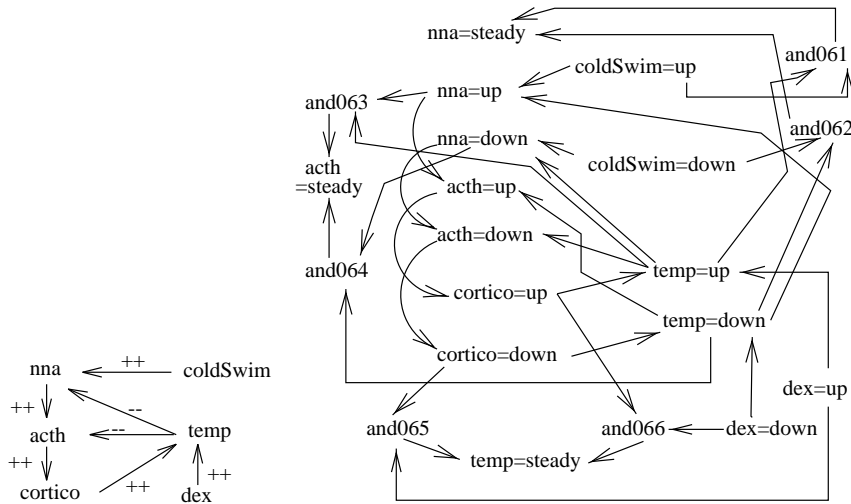 nna=steady
and061
coldSwim=up
and063
nna=up
and062
nna=down
coldSwim=down
acth
=steady
acth=up
acth=down
and064
temp=up
cortico=up
temp=down
cortico=down
dex=up
and065
and066
dex=down
temp=steady
nna
++
coldSwim
++
--
acth
--
temp
++
++
++
cortico
dex